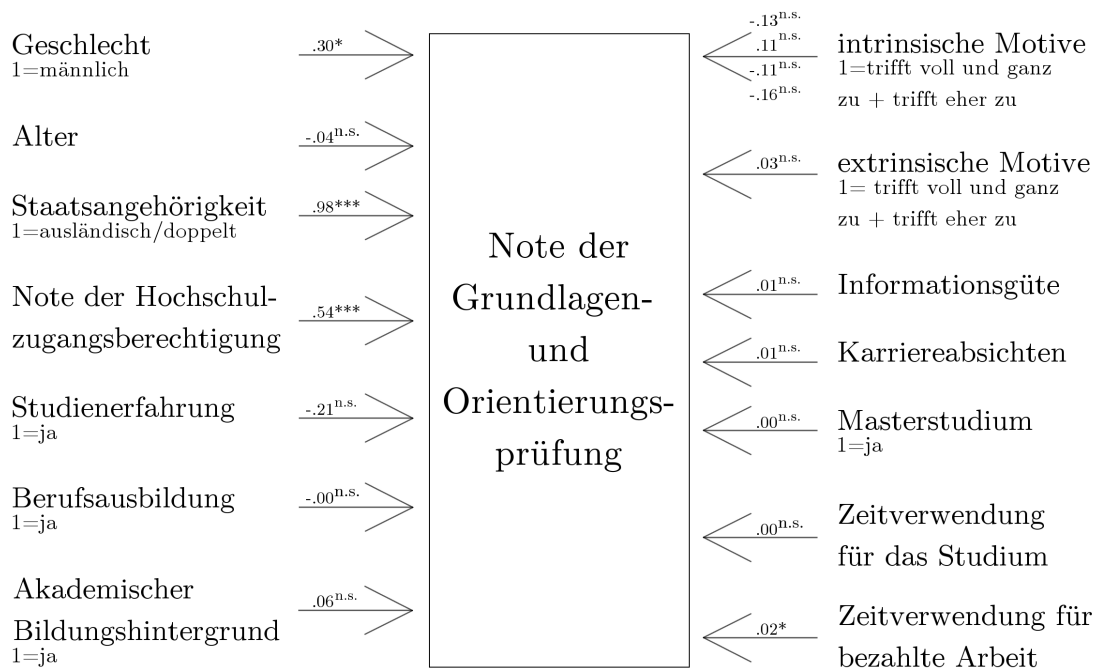 Geschlecht
1=männlich
.30*
Alter
-.04n.s.
Staatsangehörigkeit
1=ausländisch/doppelt
.98***
Note der Hochschul-
zugangsberechtigung
.54***
Studienerfahrung
1=ja
-.21n.s.
Berufsausbildung
1=ja
-.00n.s.
Akademischer
Bildungshintergrund
1=ja
.06n.s.
Note der
Grundlagen-
und
Orientierungs-
prüfung
-.13n.s.
.11n.s.
-.11n.s.
-.16n.s.
intrinsische Motive
1=trifft voll und ganz
zu + trifft eher zu
.03n.s.
extrinsische Motive
1= trifft voll und ganz
zu + trifft eher zu
.01n.s.
Informationsgüte
.01n.s.
Karriereabsichten
.00n.s.
Masterstudium
1=ja
.00n.s.
Zeitverwendung
für das Studium
.02*
Zeitverwendung für
bezahlte Arbeit